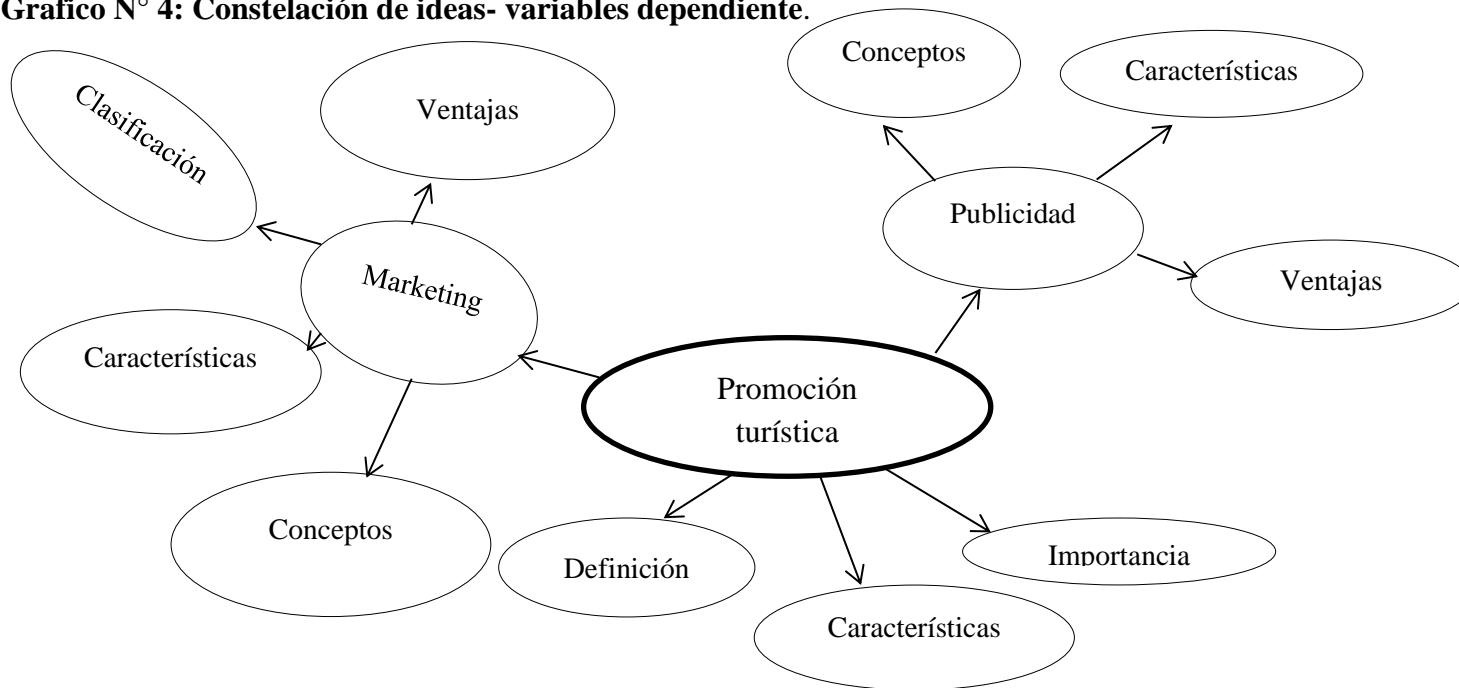 Grafico N° 4: Constelación de ideas- variables dependiente.
Conceptos
Características
Clasificación
Ventajas
Publicidad
Marketing
Ventajas
Características
Promoción
turística
Conceptos
Definición
Importancia
Características